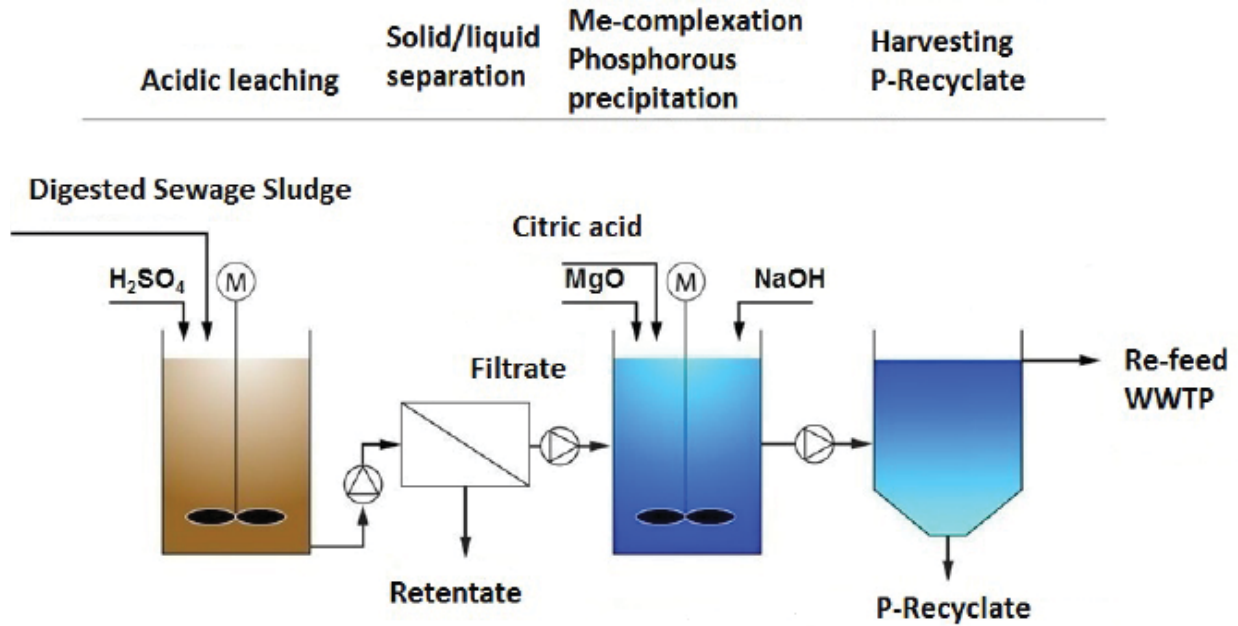 Acidic leaching
Solid/liquid
separation
Me-complexation
Phosphorous
precipitation
Harvesting
P-Recyclate
Digested Sewage Sludge
H₂SO₄
M
Citric acid
MgO
M
NaOH
Filtrate
Re-feed
WWTP
Retentate
P-Recyclate